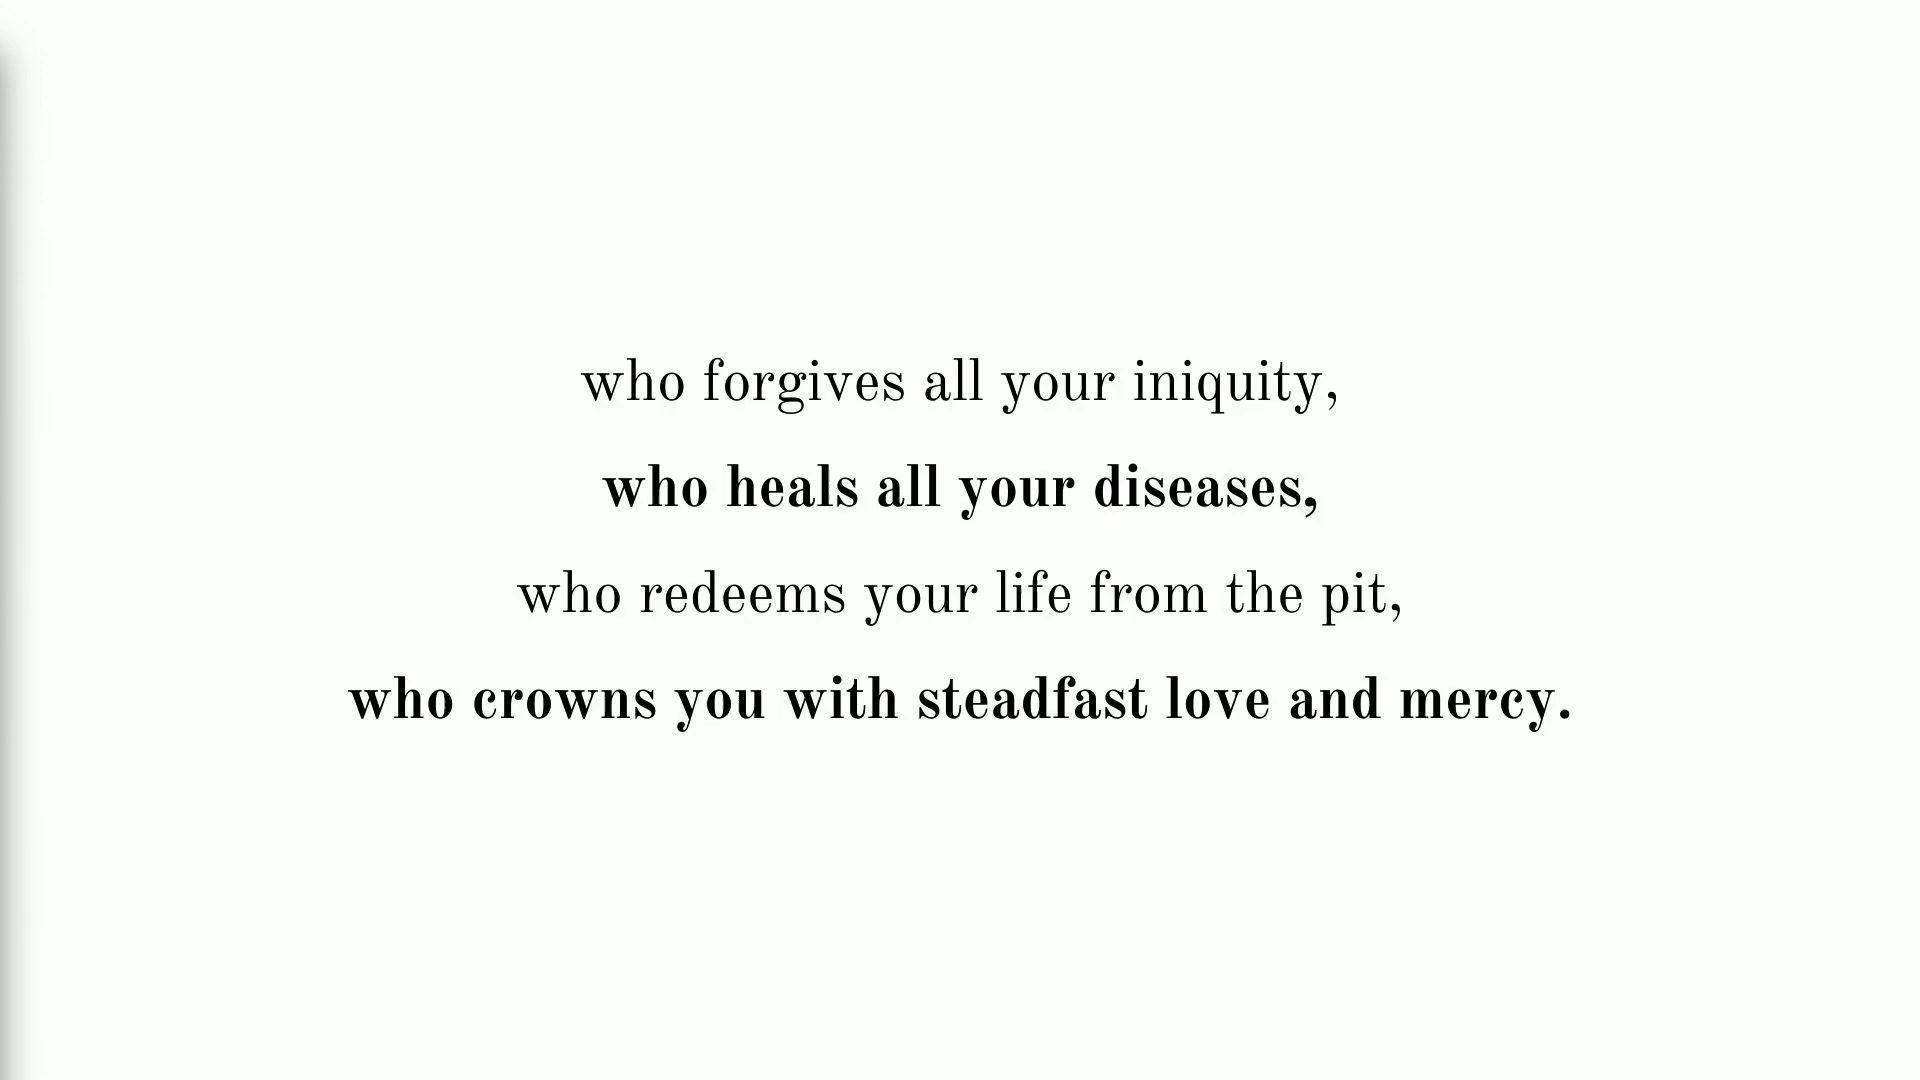 who forgives all your iniquity,
who heals all your diseases,
who redeems your life from the pit,
who crowns you with steadfast love and mercy.